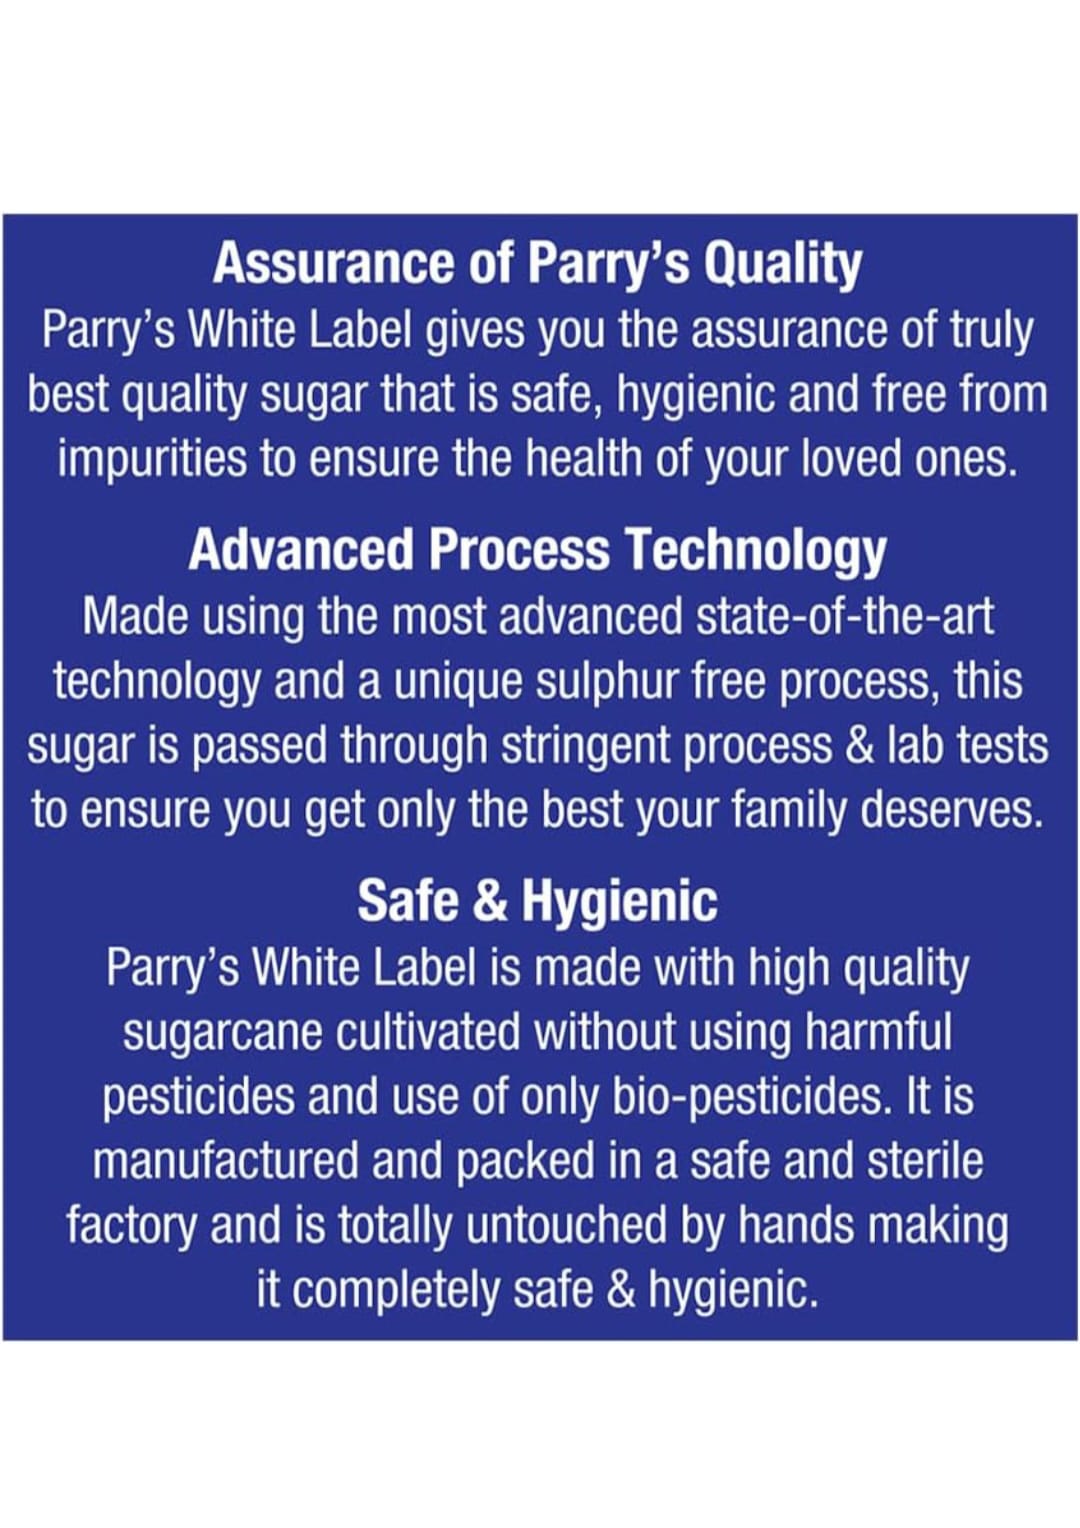 Assurance of Parry's Quality
Parry's White Label gives you the assurance of truly
best quality sugar that is safe, hygienic and free from
impurities to ensure the health of your loved ones.
Advanced Process Technology
Made using the most advanced state-of-the-art
technology and a unique sulphur free process, this
sugar is passed through stringent process & lab tests
to ensure you get only the best your family deserves.
Safe & Hygienic
Parry's White Label is made with high quality
sugarcane cultivated without using harmful
pesticides and use of only bio-pesticides. It is
manufactured and packed in a safe and sterile
factory and is totally untouched by hands making
it completely safe & hygienic.